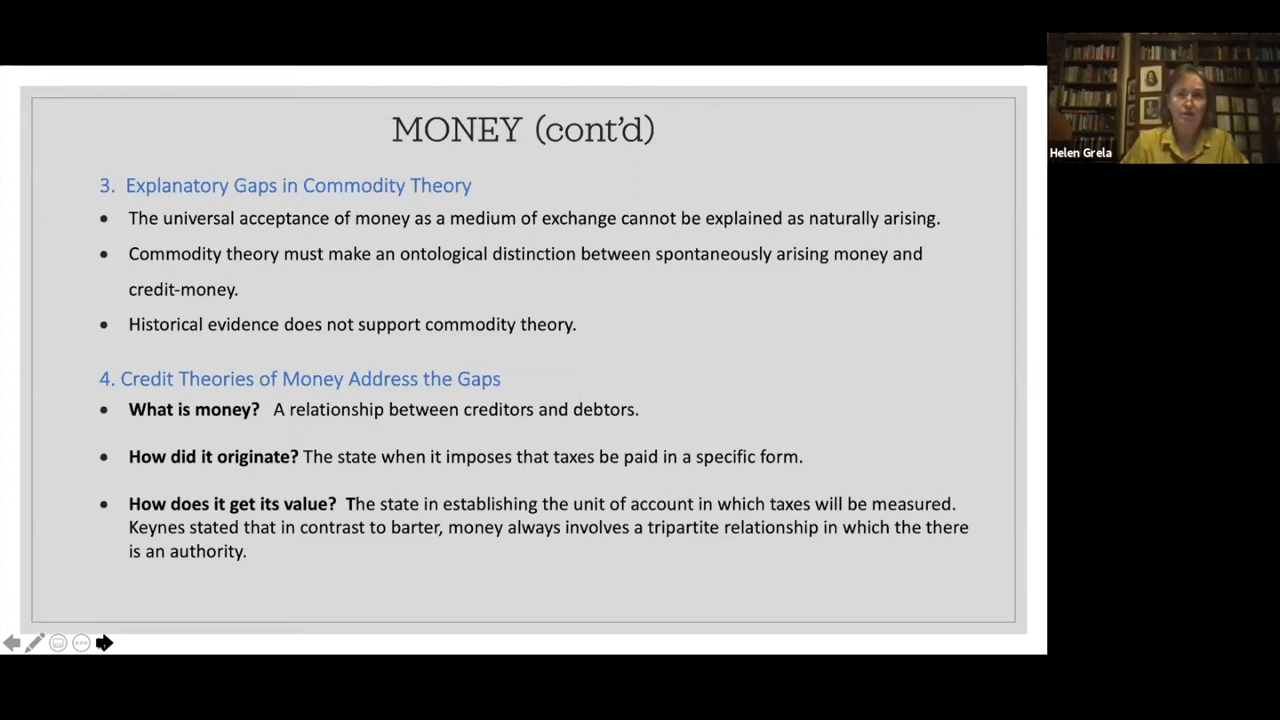 MONEY (cont'd)
Helen Grela
3. Explanatory Gaps in Commodity Theory
• The universal acceptance of money as a medium of exchange cannot be explained as naturally arising.
• Commodity theory must make an ontological distinction between spontaneously arising money and
credit-money.
• Historical evidence does not support commodity theory.
4. Credit Theories of Money Address the Gaps
• What is money? A relationship between creditors and debtors.
• How did it originate? The state when it imposes that taxes be paid in a specific form.
• How does it get its value? The state in establishing the unit of account in which taxes will be measured.
Keynes stated that in contrast to barter, money always involves a tripartite relationship in which the there
is an authority.